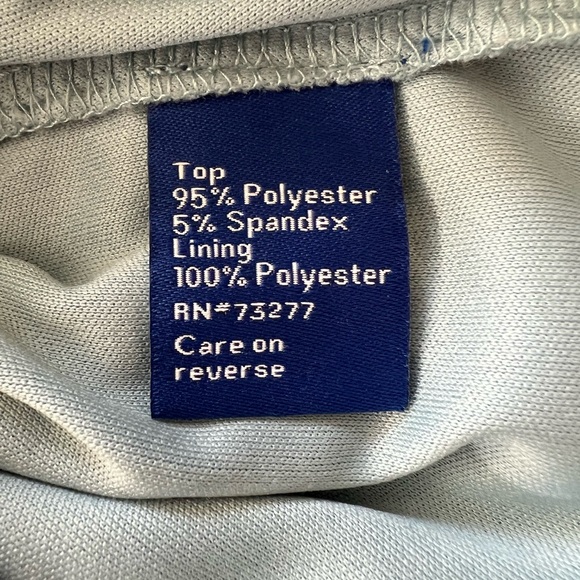 Top
95% Polyester
5% Spandex
Lining
100% Polyester
RN#73277
Care on
reverse